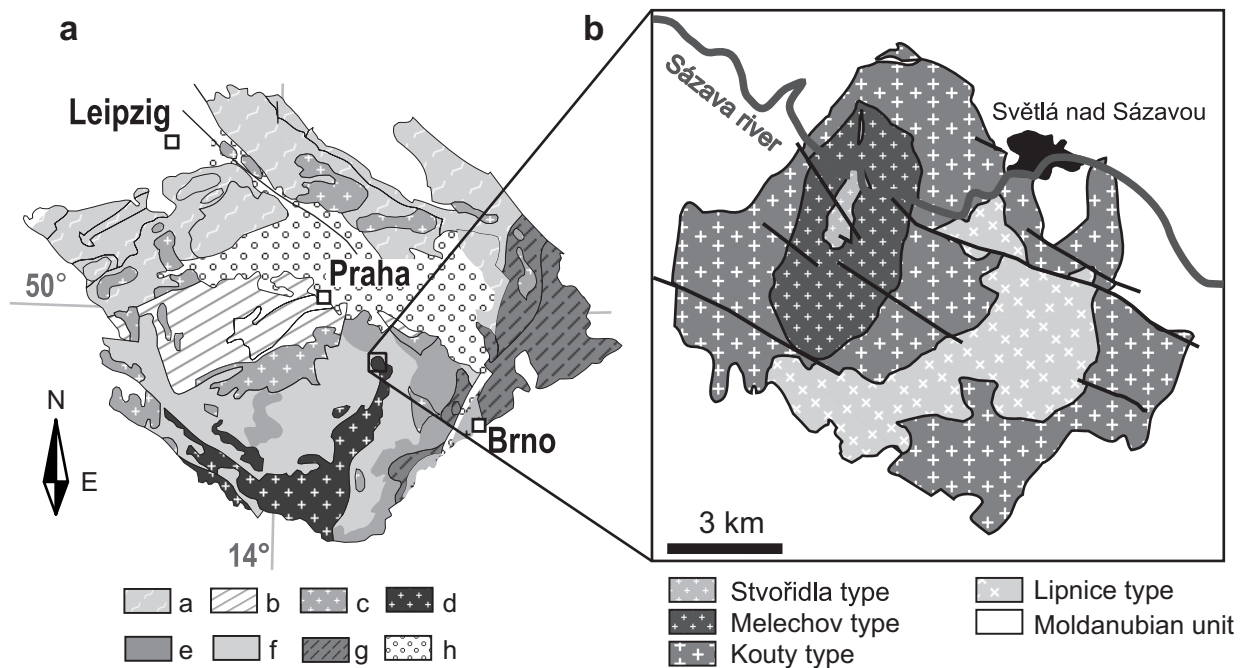 a
Leipzig
50°
Praha
Brno
N
E
14°
a b c d
e f g h
b
Sázava river
Světlá nad Sázavou
3 km
Stvořidla type
Melechov type
Kouty type
Lipnice type
Moldanubian unit